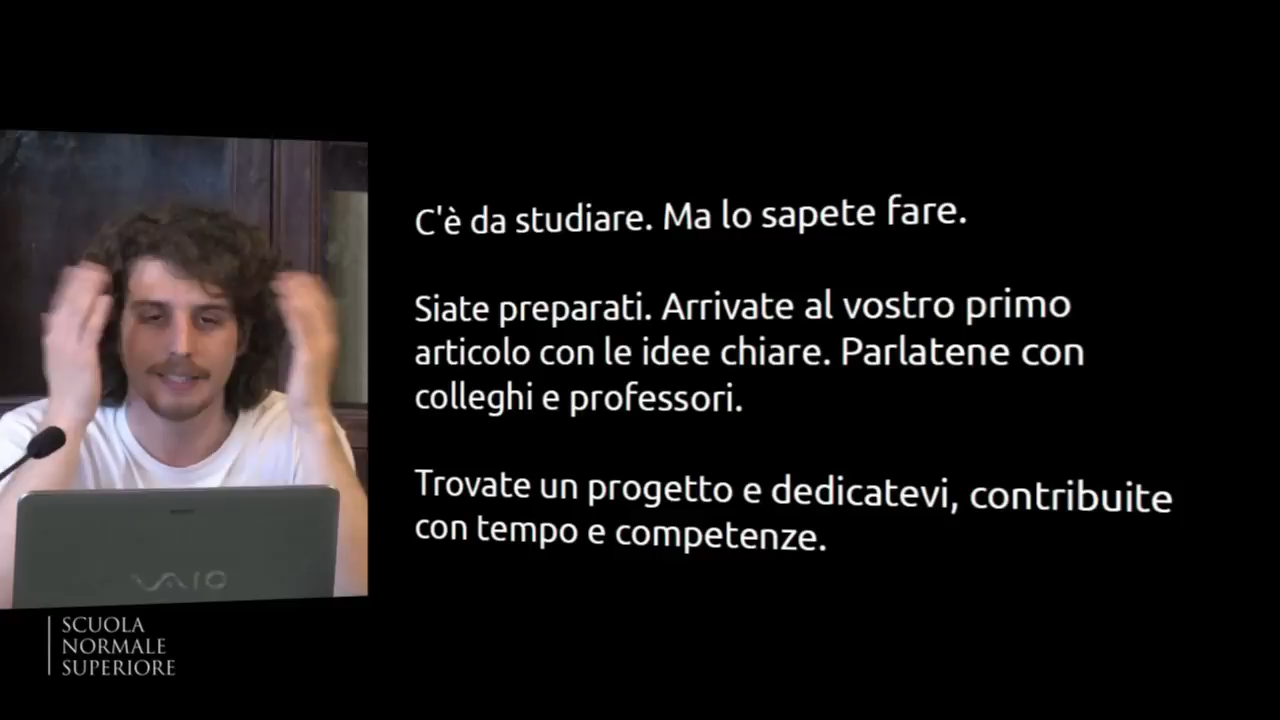 C'è da studiare. Ma lo sapete fare.
Siate preparati. Arrivate al vostro primo
articolo con le idee chiare. Parlatene con
colleghi e professori.
Trovate un progetto e dedicatevi, contribuite
con tempo e competenze.
VAIO
SCUOLA
NORMALE
SUPERIORE